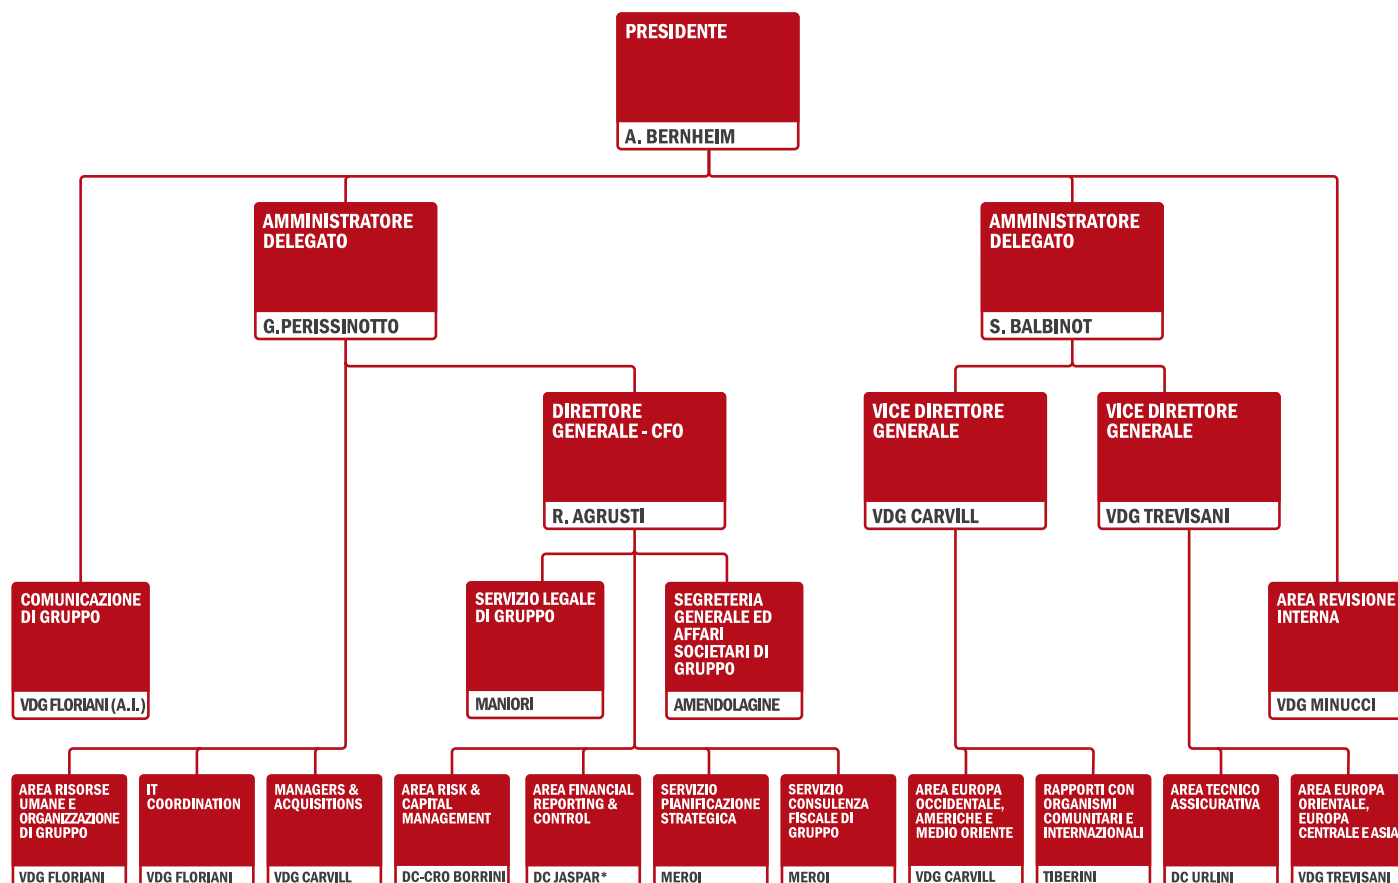 PRESIDENTE
A. BERNHEIM
AMMINISTRATORE
DELEGATO
G.PERISSINOTTO
AMMINISTRATORE
DELEGATO
S. BALBINOT
DIRETTORE
GENERALE - CFO
R. AGRUSTI
VICE DIRETTORE
GENERALE
VDG CARVILL
VICE DIRETTORE
GENERALE
VDG TREVISANI
COMUNICAZIONE
DI GRUPPO
VDG FLORIANI (A.I.)
SERVIZIO LEGALE
DI GRUPPO
MANIORI
SEGRETERIA
GENERALE ED
AFFARI
SOCIETARI DI
GRUPPO
AMENDOLAGINE
AREA REVISIONE
INTERNA
VDG MINUCCI
AREA RISORSE
UMANE E
ORGANIZZAZIONE
DI GRUPPO
VDG FLORIANI
IT
COORDINATION
VDG FLORIANI
MANAGERS &
ACQUISITIONS
VDG CARVILL
AREA RISK &
CAPITAL
MANAGEMENT
DC-CRO BORRINI
AREA FINANCIAL
REPORTING &
CONTROL
DC JASPAR*
SERVIZIO
PIANIFICAZIONE
STRATEGICA
MEROI
SERVIZIO
CONSULENZA
FISCALE DI
GRUPPO
MEROI
AREA EUROPA
OCCIDENTALE,
AMERICHE E
MEDIO ORIENTE
VDG CARVILL
RAPPORTI CON
ORGANISMI
COMUNITARI E
INTERNAZIONALI
TIBERINI
AREA TECNICO
ASSICURATIVA
DC URLINI
AREA EUROPA
ORIENTALE,
EUROPA
CENTRALE E ASIA
VDG TREVISANI